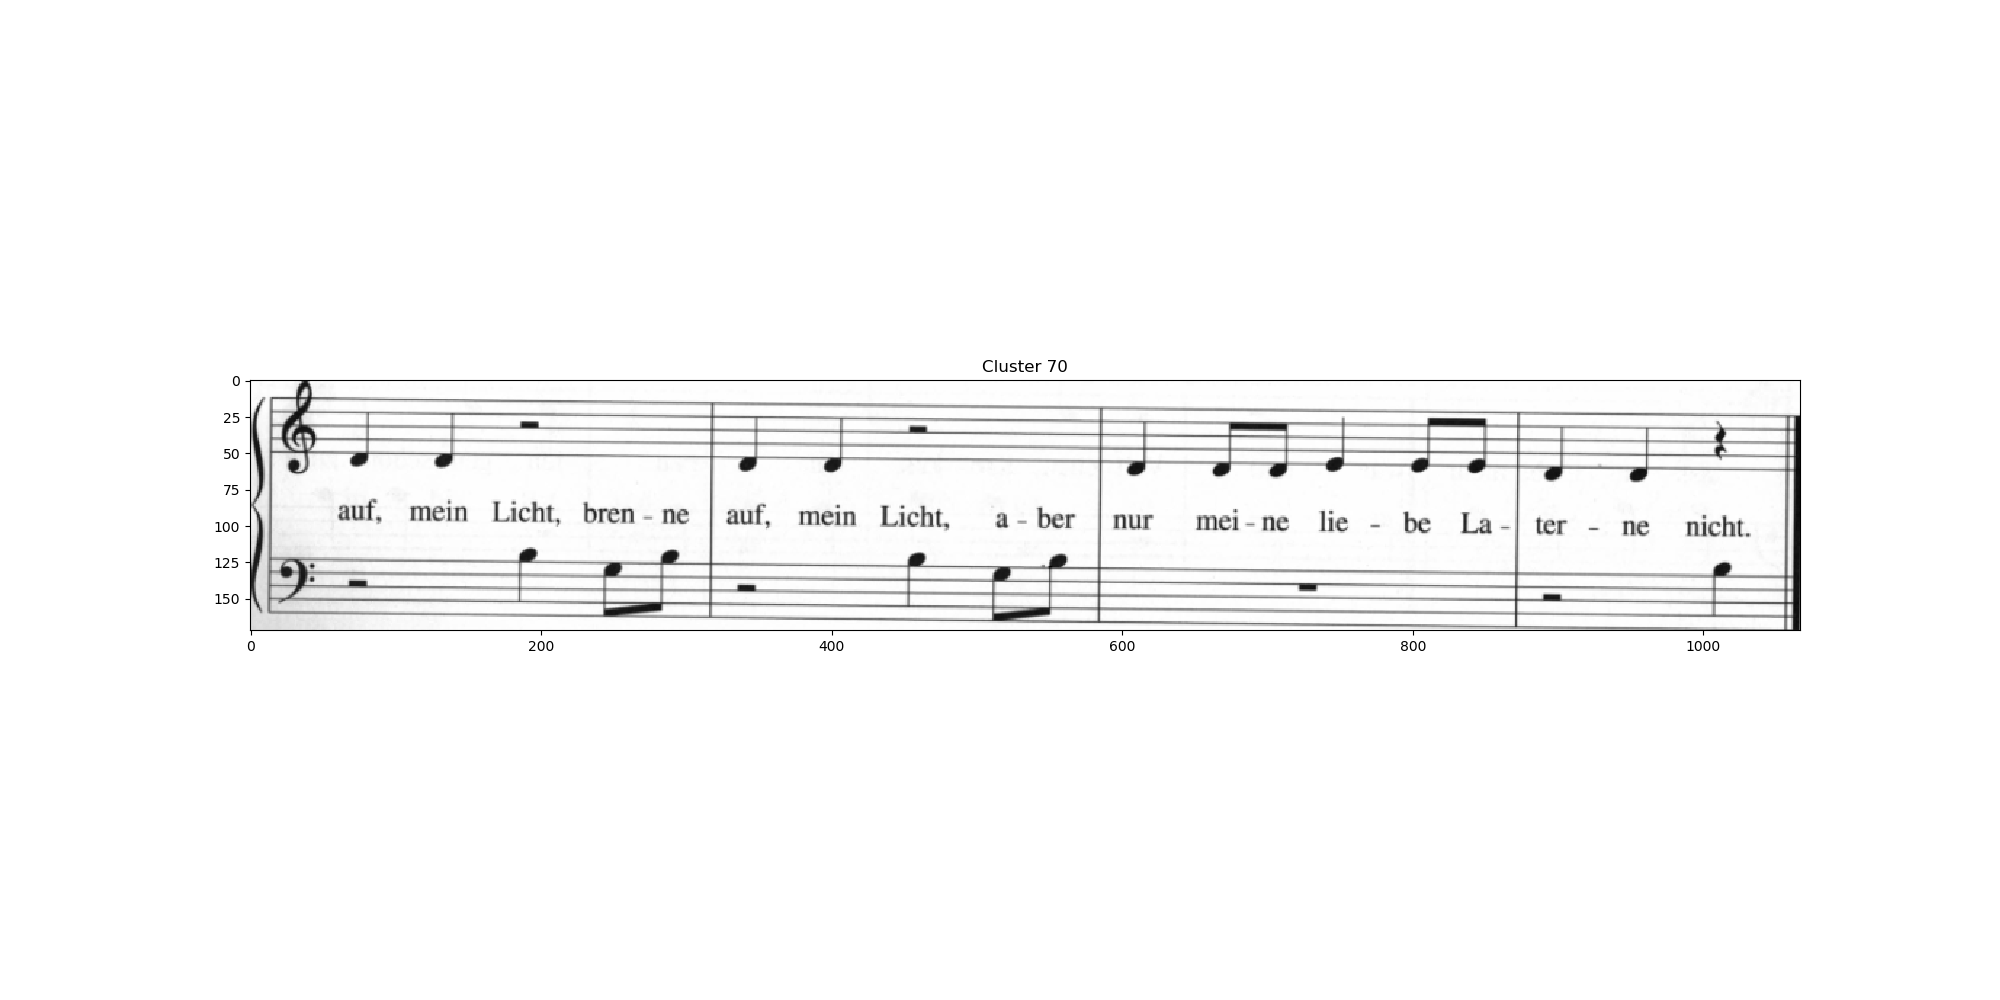 Cluster 70
0
25
50
75
100
125
150
auf, mein Licht, bren - ne auf, mein Licht, a - ber nur mei - ne lie - be La - ter - ne nicht.
0 200 400 600 800 1000